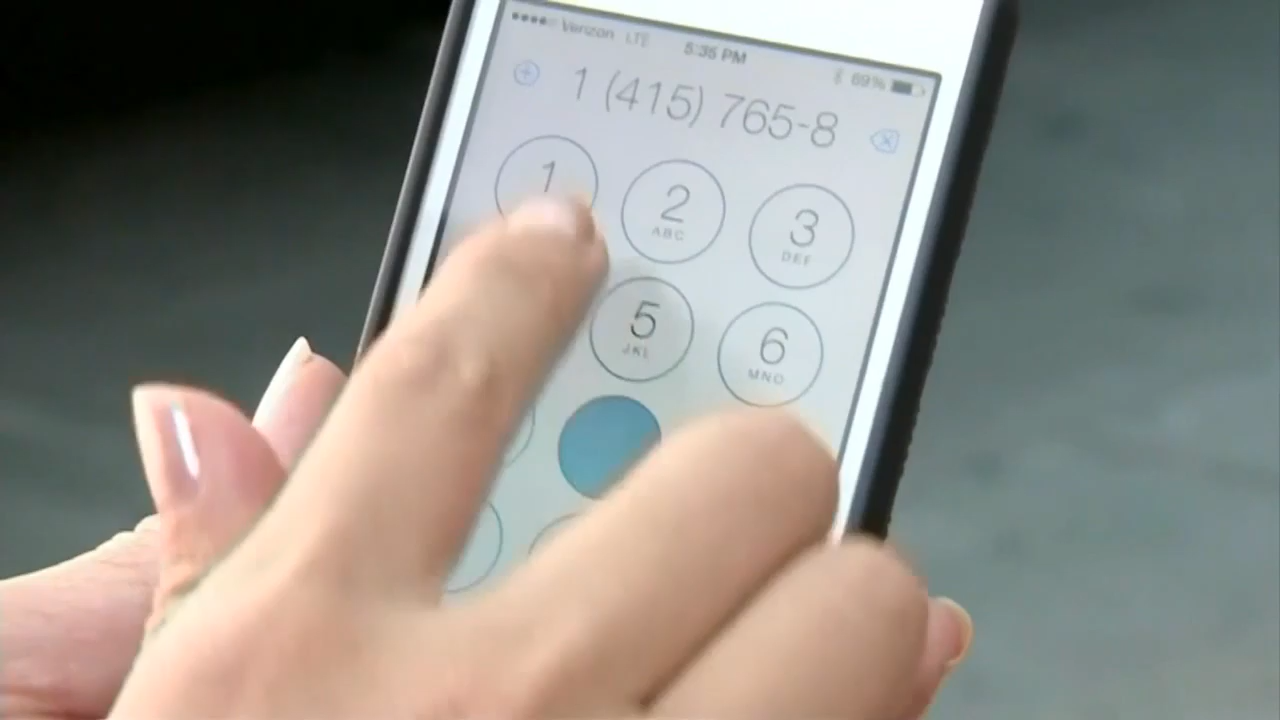 Verizon LTE 5:35 PM 69%
1 (415) 765-8
1 2 3
ABC DEF
5 6
JKL MNO